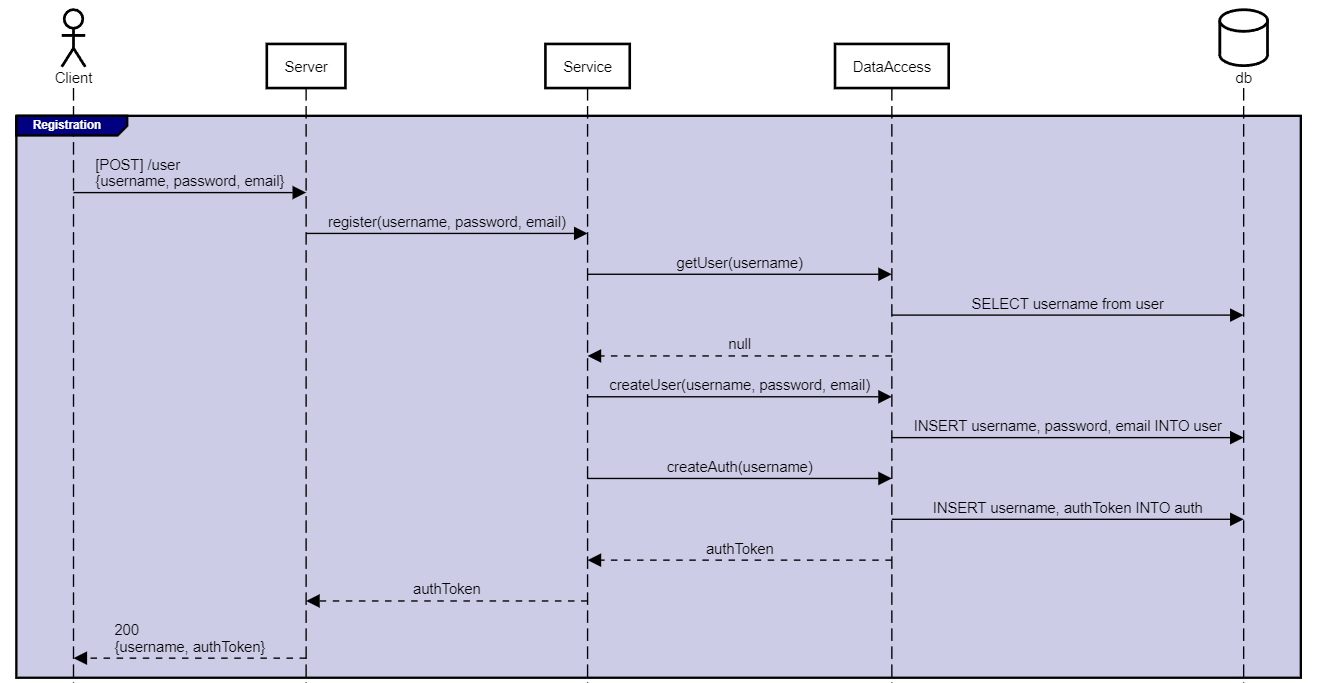 Client
Server
Service
DataAccess
db
Registration
[POST] /user
{username, password, email}
register(username, password, email)
getUser(username)
SELECT username from user
null
createUser(username, password, email)
INSERT username, password, email INTO user
createAuth(username)
INSERT username, authToken INTO auth
authToken
authToken
200
{username, authToken}